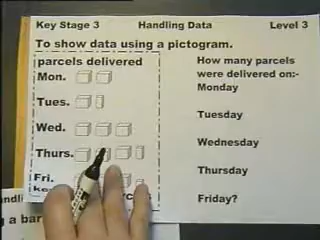 Key Stage 3 Handling Data Level 3
To show data using a pictogram.
parcels delivered
Mon.
Tues.
Wed.
Thurs.
Fri.
How many parcels
were delivered on:-
Monday
Tuesday
Wednesday
Thursday
Friday?
a bar